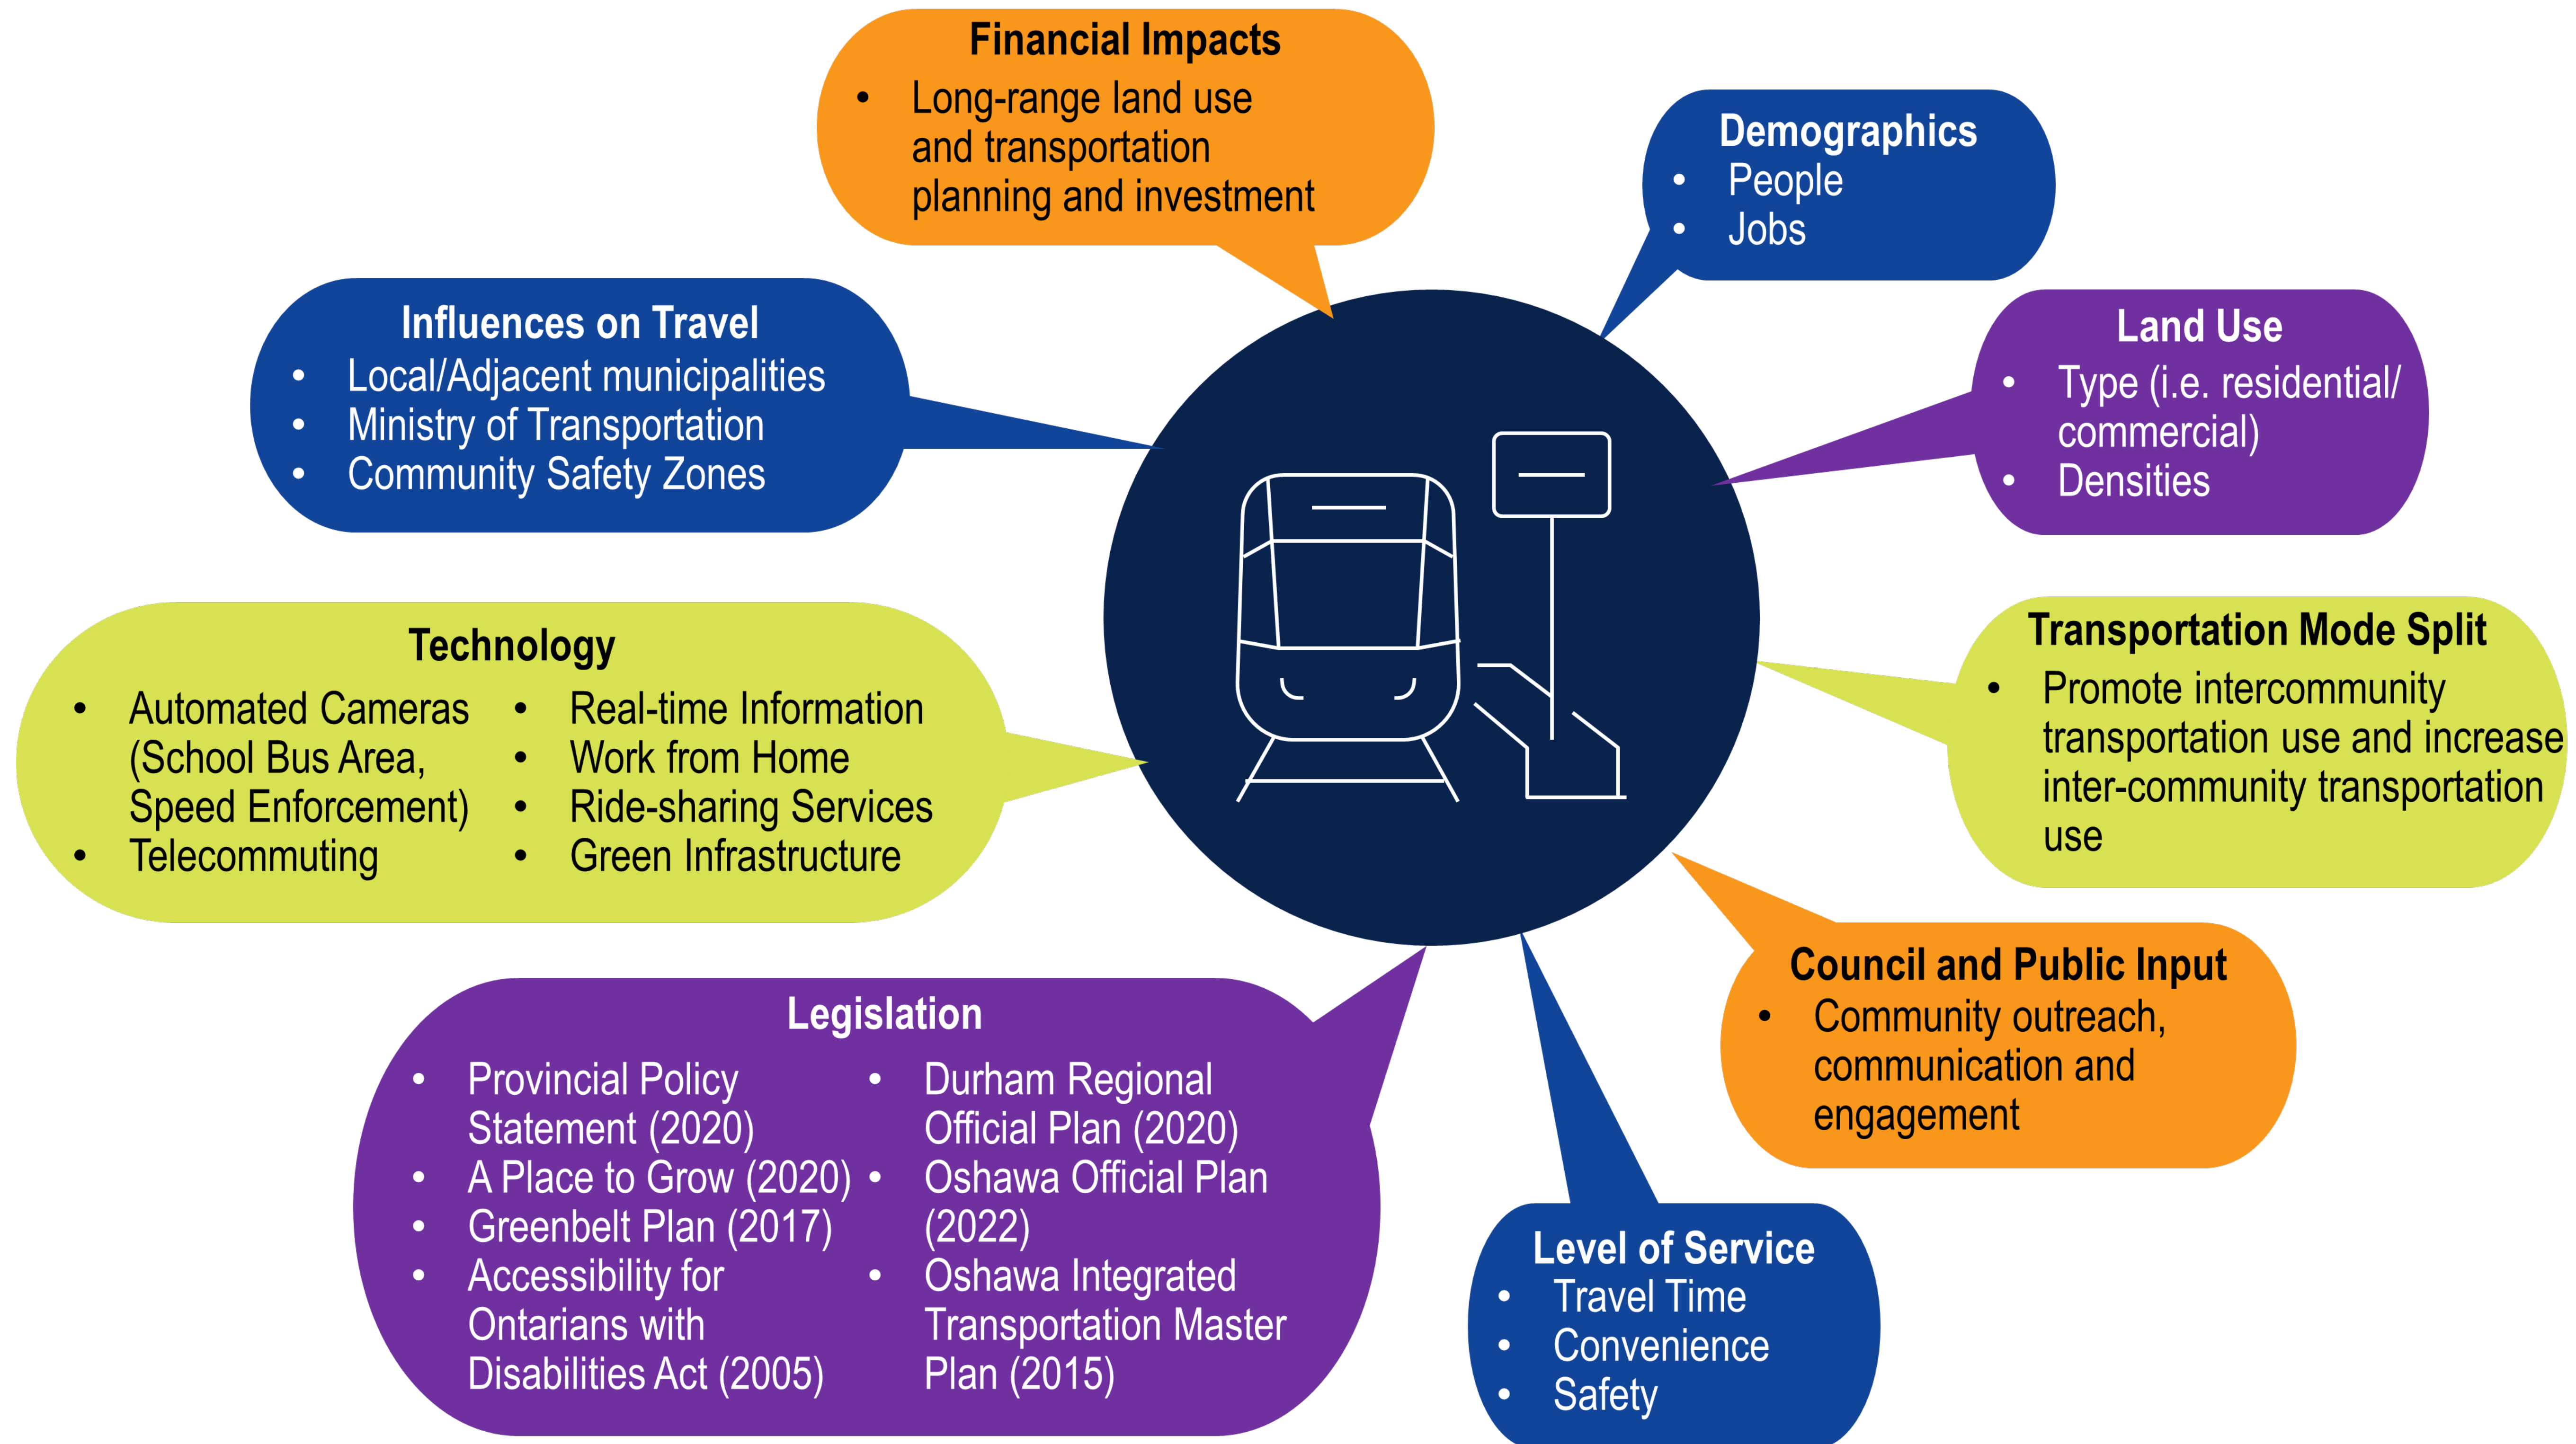 Financial Impacts
• Long-range land use
and transportation
planning and investment
Demographics
• People
• Jobs
Influences on Travel
• Local/Adjacent municipalities
• Ministry of Transportation
• Community Safety Zones
Land Use
• Type (i.e. residential/
commercial)
• Densities
Technology
• Automated Cameras
(School Bus Area,
Speed Enforcement)
• Telecommuting
• Real-time Information
• Work from Home
• Ride-sharing Services
• Green Infrastructure
Transportation Mode Split
• Promote intercommunity
transportation use and increase
inter-community transportation
use
Council and Public Input
• Community outreach,
communication and
engagement
Legislation
• Provincial Policy
Statement (2020)
• A Place to Grow (2020)
• Greenbelt Plan (2017)
• Accessibility for
Ontarians with
Disabilities Act (2005)
• Durham Regional
Official Plan (2020)
• Oshawa Official Plan
(2022)
• Oshawa Integrated
Transportation Master
Plan (2015)
Level of Service
• Travel Time
• Convenience
• Safety